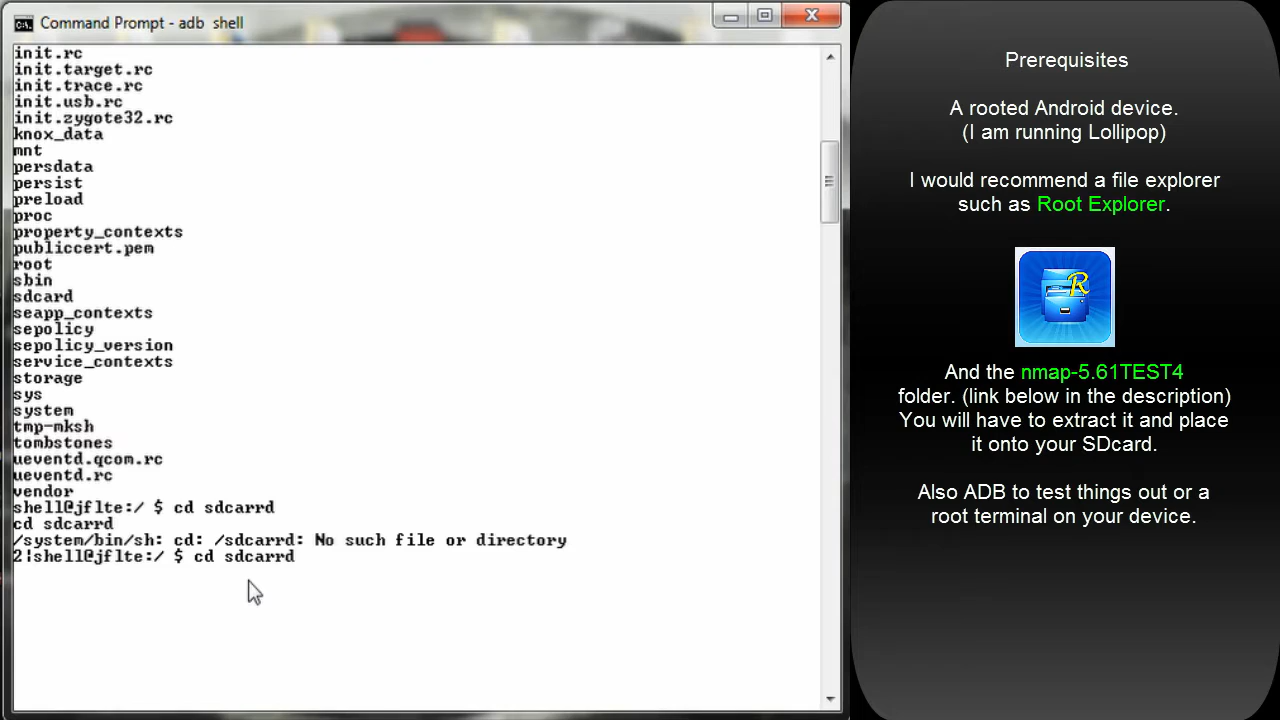 Command Prompt - adb  shell
init.rc
init.target.rc
init.trace.rc
init.usb.rc
init.zygote32.rc
knox_data
mnt
persdata
persist
preload
proc
property_contexts
publiccert.pem
root
sbin
sdcard
seapp_contexts
sepolicy
sepolicy_version
service_contexts
storage
sys
system
tmp-mksh
tombstones
ueventd.qcom.rc
ueventd.rc
vendor
shell@jflte:/ $ cd sdcarrd
cd sdcarrd
/system/bin/sh: cd: /sdcarrd: No such file or directory
2|shell@jflte:/ $ cd sdcarrd
Prerequisites
A rooted Android device.
(I am running Lollipop)
I would recommend a file explorer
such as Root Explorer.
R
And the nmap-5.61TEST4
folder. (link below in the description)
You will have to extract it and place
it onto your SDcard.
Also ADB to test things out or a
root terminal on your device.